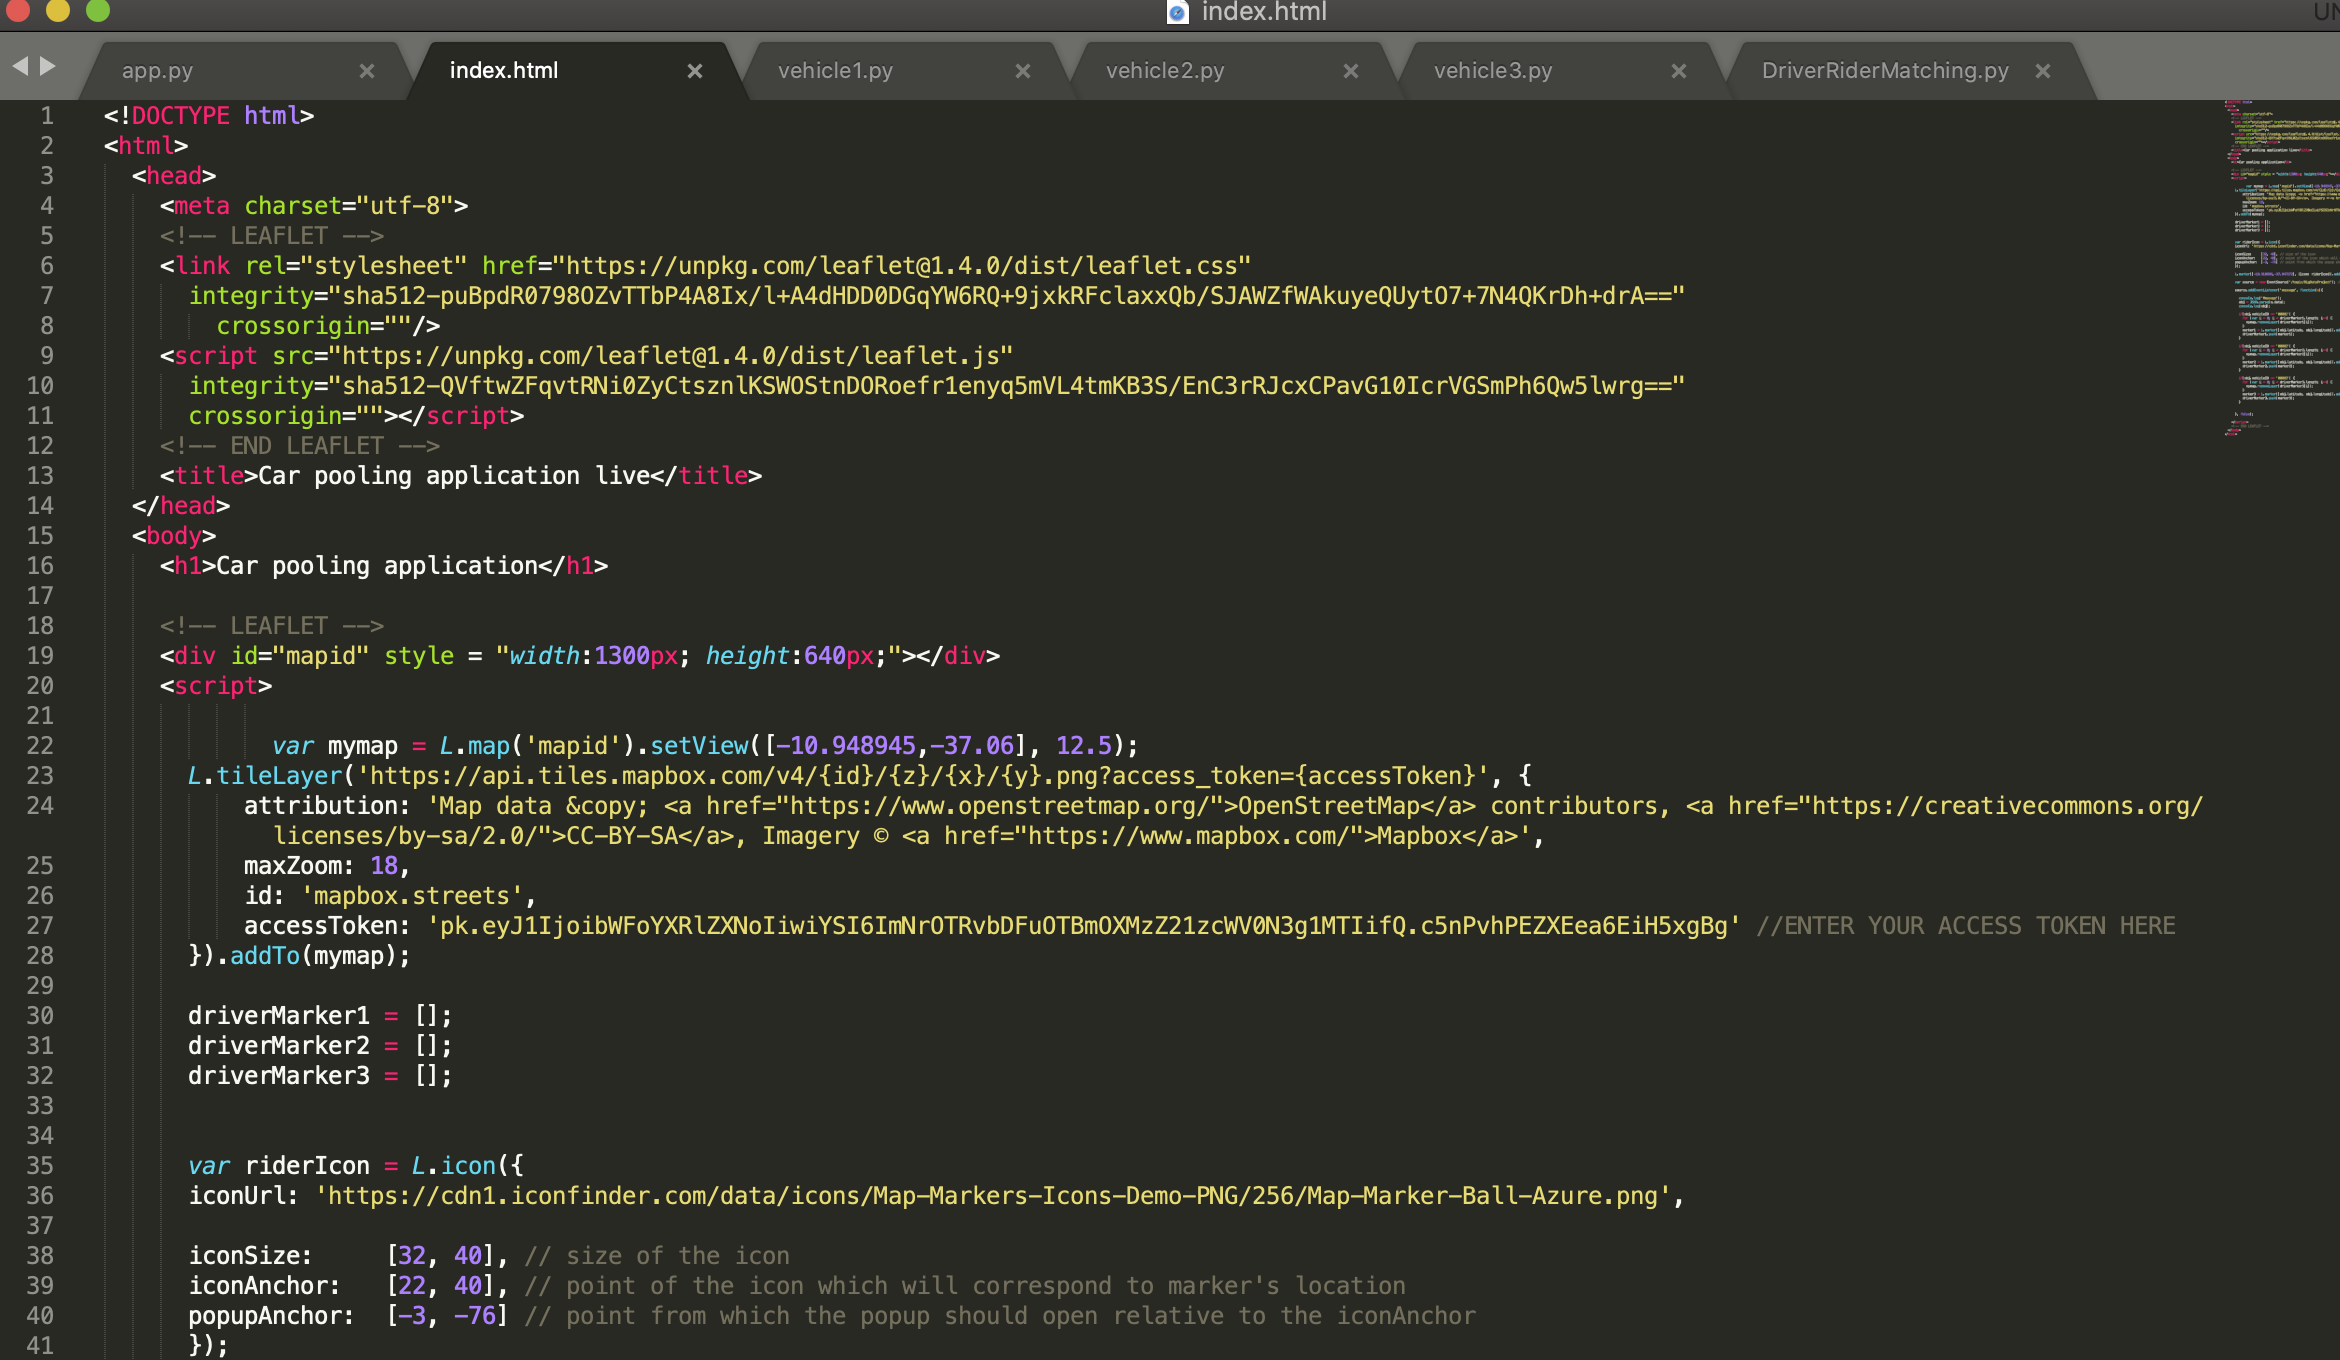 index.html
UN
app.py × index.html × vehicle1.py × vehicle2.py × vehicle3.py × DriverRiderMatching.py ×
1 <!DOCTYPE html>
2 <html>
3 <head>
4 <meta charset="utf-8">
5 <!-- LEAFLET -->
6 <link rel="stylesheet" href="https://unpkg.com/leaflet@1.4.0/dist/leaflet.css"
7 integrity="sha512-puBpdR0798OZvTTbP4A8Ix/l+A4dHDD0DGqYW6RQ+9jxkRFclaxxQb/SJAWZfWAkuyeQUytO7+7N4QKrDh+drA=="
8 crossorigin=""/>
9 <script src="https://unpkg.com/leaflet@1.4.0/dist/leaflet.js"
10 integrity="sha512-QVftwZFqvtRNi0ZyCtsznlKSWOStnDORoefr1enyq5mVL4tmKB3S/EnC3rRJcxCPavG10IcrVGSmPh6Qw5lwrg=="
11 crossorigin=""></script>
12 <!-- END LEAFLET -->
13 <title>Car pooling application live</title>
14 </head>
15 <body>
16 <h1>Car pooling application</h1>
17
18 <!-- LEAFLET -->
19 <div id="mapid" style = "width:1300px; height:640px;"></div>
20 <script>
21
22 var mymap = L.map('mapid').setView([-10.948945,-37.06], 12.5);
23 L.tileLayer('https://api.tiles.mapbox.com/v4/{id}/{z}/{x}/{y}.png?access_token={accessToken}', {
24 attribution: 'Map data &copy; <a href="https://www.openstreetmap.org/">OpenStreetMap</a> contributors, <a href="https://creativecommons.org/
licenses/by-sa/2.0/">CC-BY-SA</a>, Imagery © <a href="https://www.mapbox.com/">Mapbox</a>',
25 maxZoom: 18,
26 id: 'mapbox.streets',
27 accessToken: 'pk.eyJ1IjoibWFoYXRlZXNoIiwiYSI6ImNrOTRvbDFuOTBmOXMzZ21zcWV0N3g1MTIifQ.c5nPvhPEZXEea6EiH5xgBg' //ENTER YOUR ACCESS TOKEN HERE
28 }).addTo(mymap);
29
30 driverMarker1 = [];
31 driverMarker2 = [];
32 driverMarker3 = [];
33
34
35 var riderIcon = L.icon({
36 iconUrl: 'https://cdn1.iconfinder.com/data/icons/Map-Markers-Icons-Demo-PNG/256/Map-Marker-Ball-Azure.png',
37
38 iconSize: [32, 40], // size of the icon
39 iconAnchor: [22, 40], // point of the icon which will correspond to marker's location
40 popupAnchor: [-3, -76] // point from which the popup should open relative to the iconAnchor
41 });